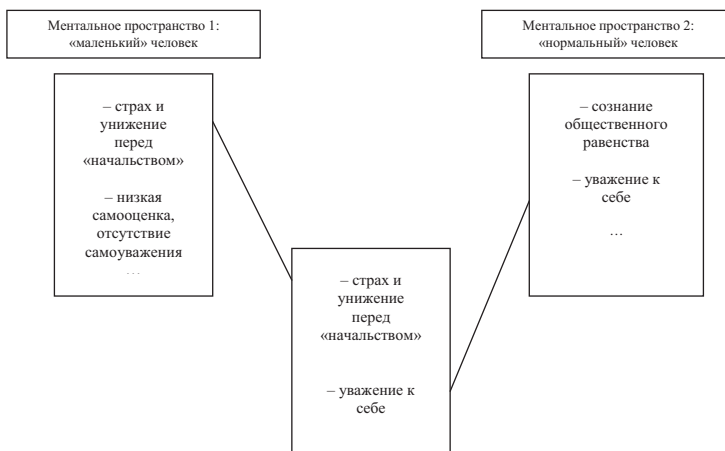 Ментальное пространство 1:
«маленький» человек
Ментальное пространство 2:
«нормальный» человек
– страх и
унижение
перед
«начальством»
– низкая
самооценка,
отсутствие
самоуважения
…
– сознание
общественного
равенства
– уважение к
себе
…
– страх и
унижение
перед
«начальством»
– уважение к
себе